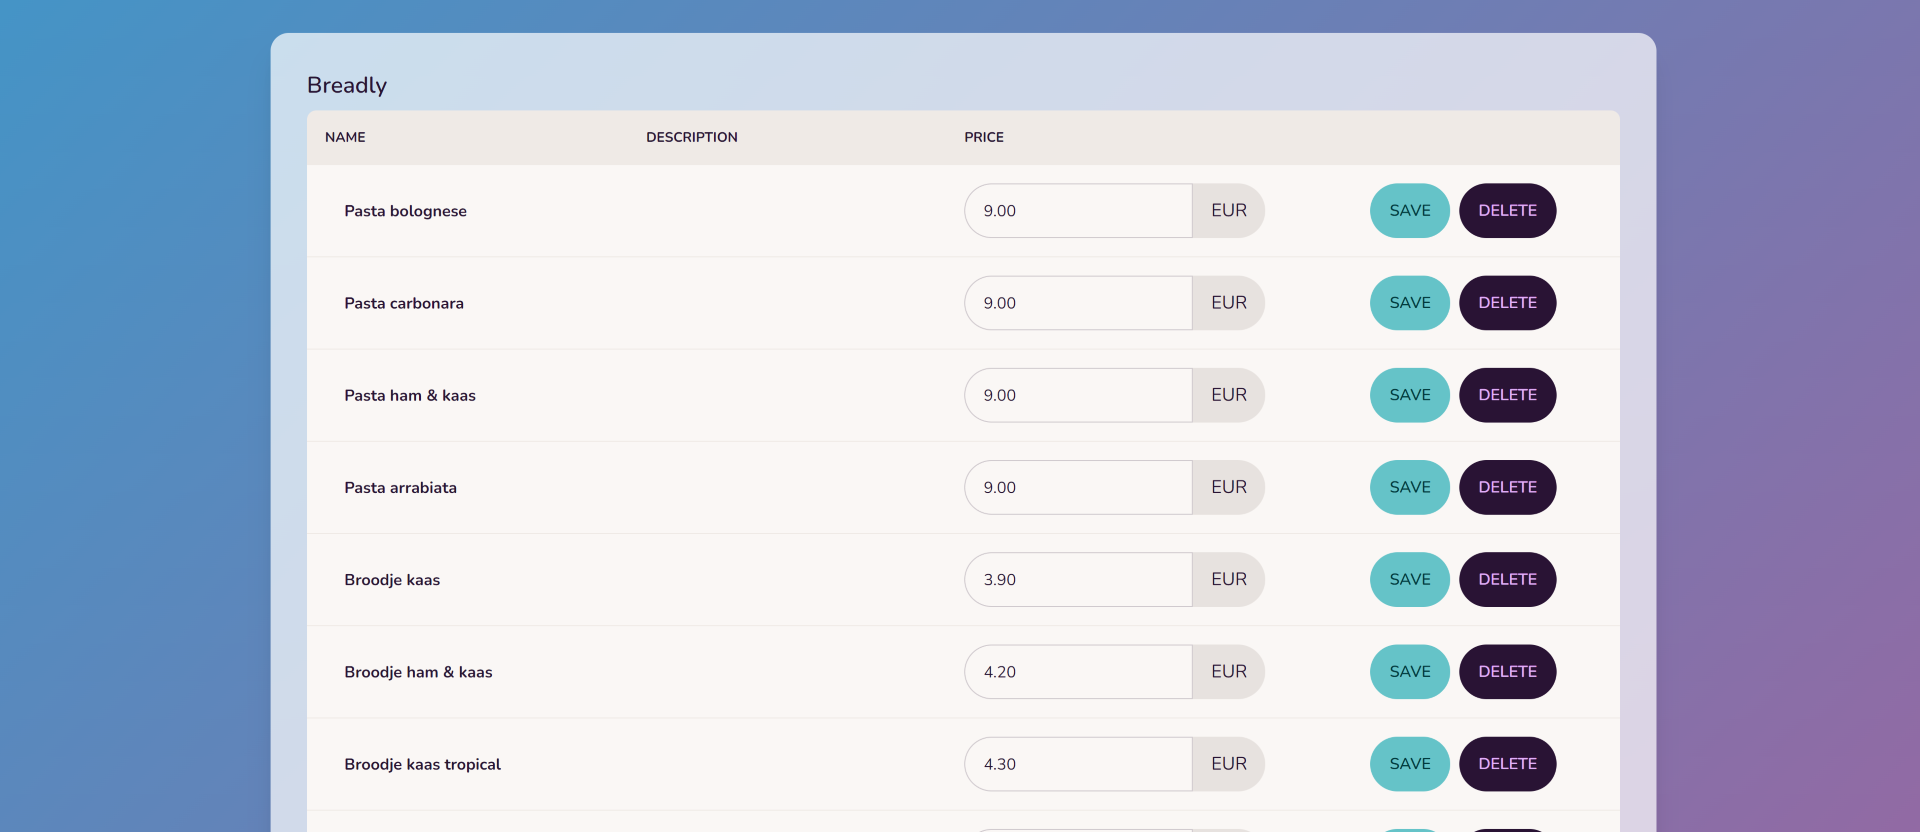 Breadly
NAME DESCRIPTION PRICE
Pasta bolognese 9.00 EUR SAVE DELETE
Pasta carbonara 9.00 EUR SAVE DELETE
Pasta ham & kaas 9.00 EUR SAVE DELETE
Pasta arrabiata 9.00 EUR SAVE DELETE
Broodje kaas 3.90 EUR SAVE DELETE
Broodje ham & kaas 4.20 EUR SAVE DELETE
Broodje kaas tropical 4.30 EUR SAVE DELETE